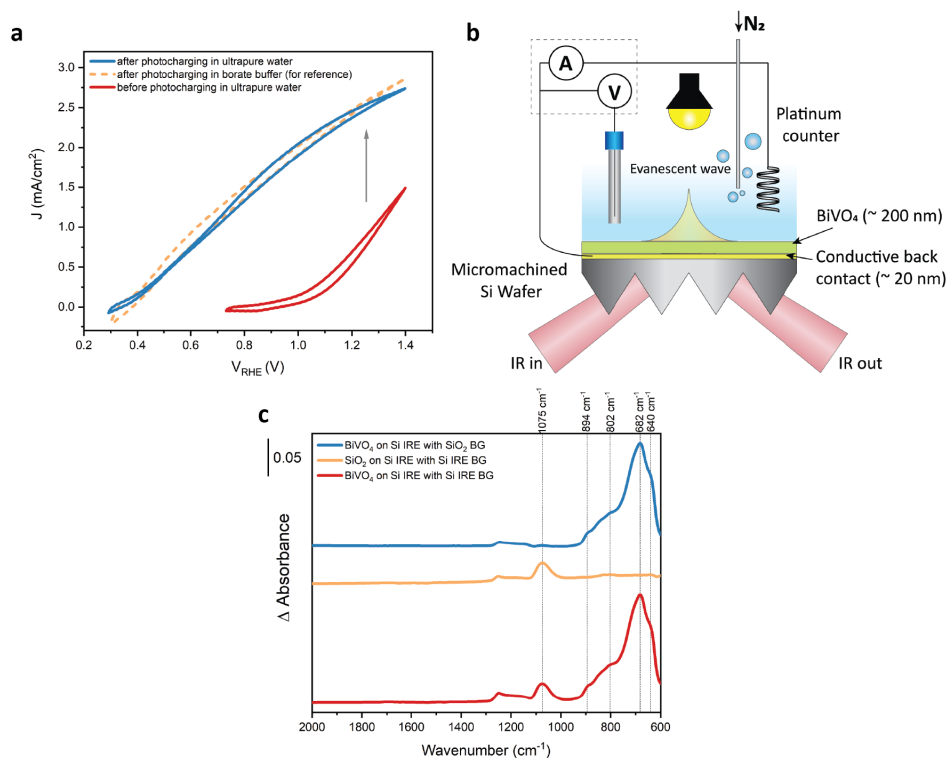 a
after photocharging in ultrapure water
after photocharging in borate buffer (for reference)
before photocharging in ultrapure water
3.0
2.5
2.0
1.5
1.0
0.5
0.0
J (mA/cm²)
0.2 0.4 0.6 0.8 1.0 1.2 1.4
V_RHE (V)
b
N₂
A
V
Platinum
counter
Evanescent wave
BiVO₄ (~ 200 nm)
Conductive back
contact (~ 20 nm)
Micromachined
Si Wafer
IR in
IR out
c
1075 cm⁻¹
894 cm⁻¹
802 cm⁻¹
682 cm⁻¹
640 cm⁻¹
0.05
BiVO₄ on Si IRE with SiO₂ BG
SiO₂ on Si IRE with Si IRE BG
BiVO₄ on Si IRE with Si IRE BG
Δ Absorbance
2000 1800 1600 1400 1200 1000 800 600
Wavenumber (cm⁻¹)